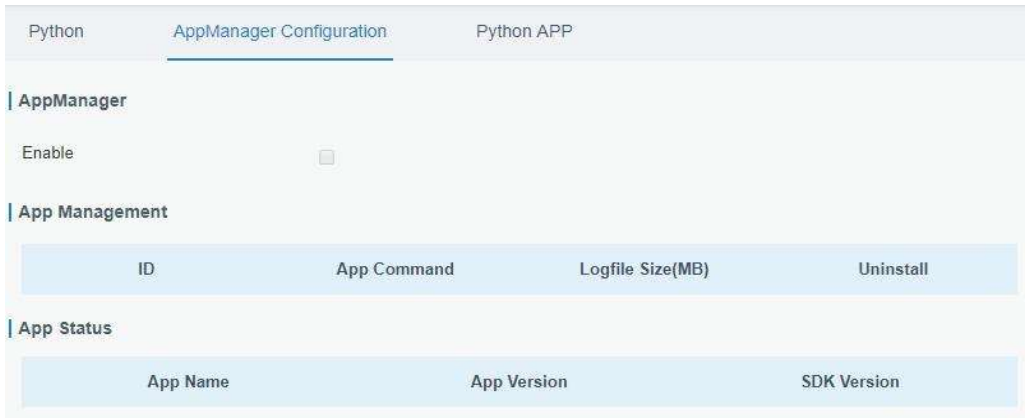 Python AppManager Configuration Python APP
AppManager
Enable
App Management
ID App Command Logfile Size(MB) Uninstall
App Status
App Name App Version SDK Version